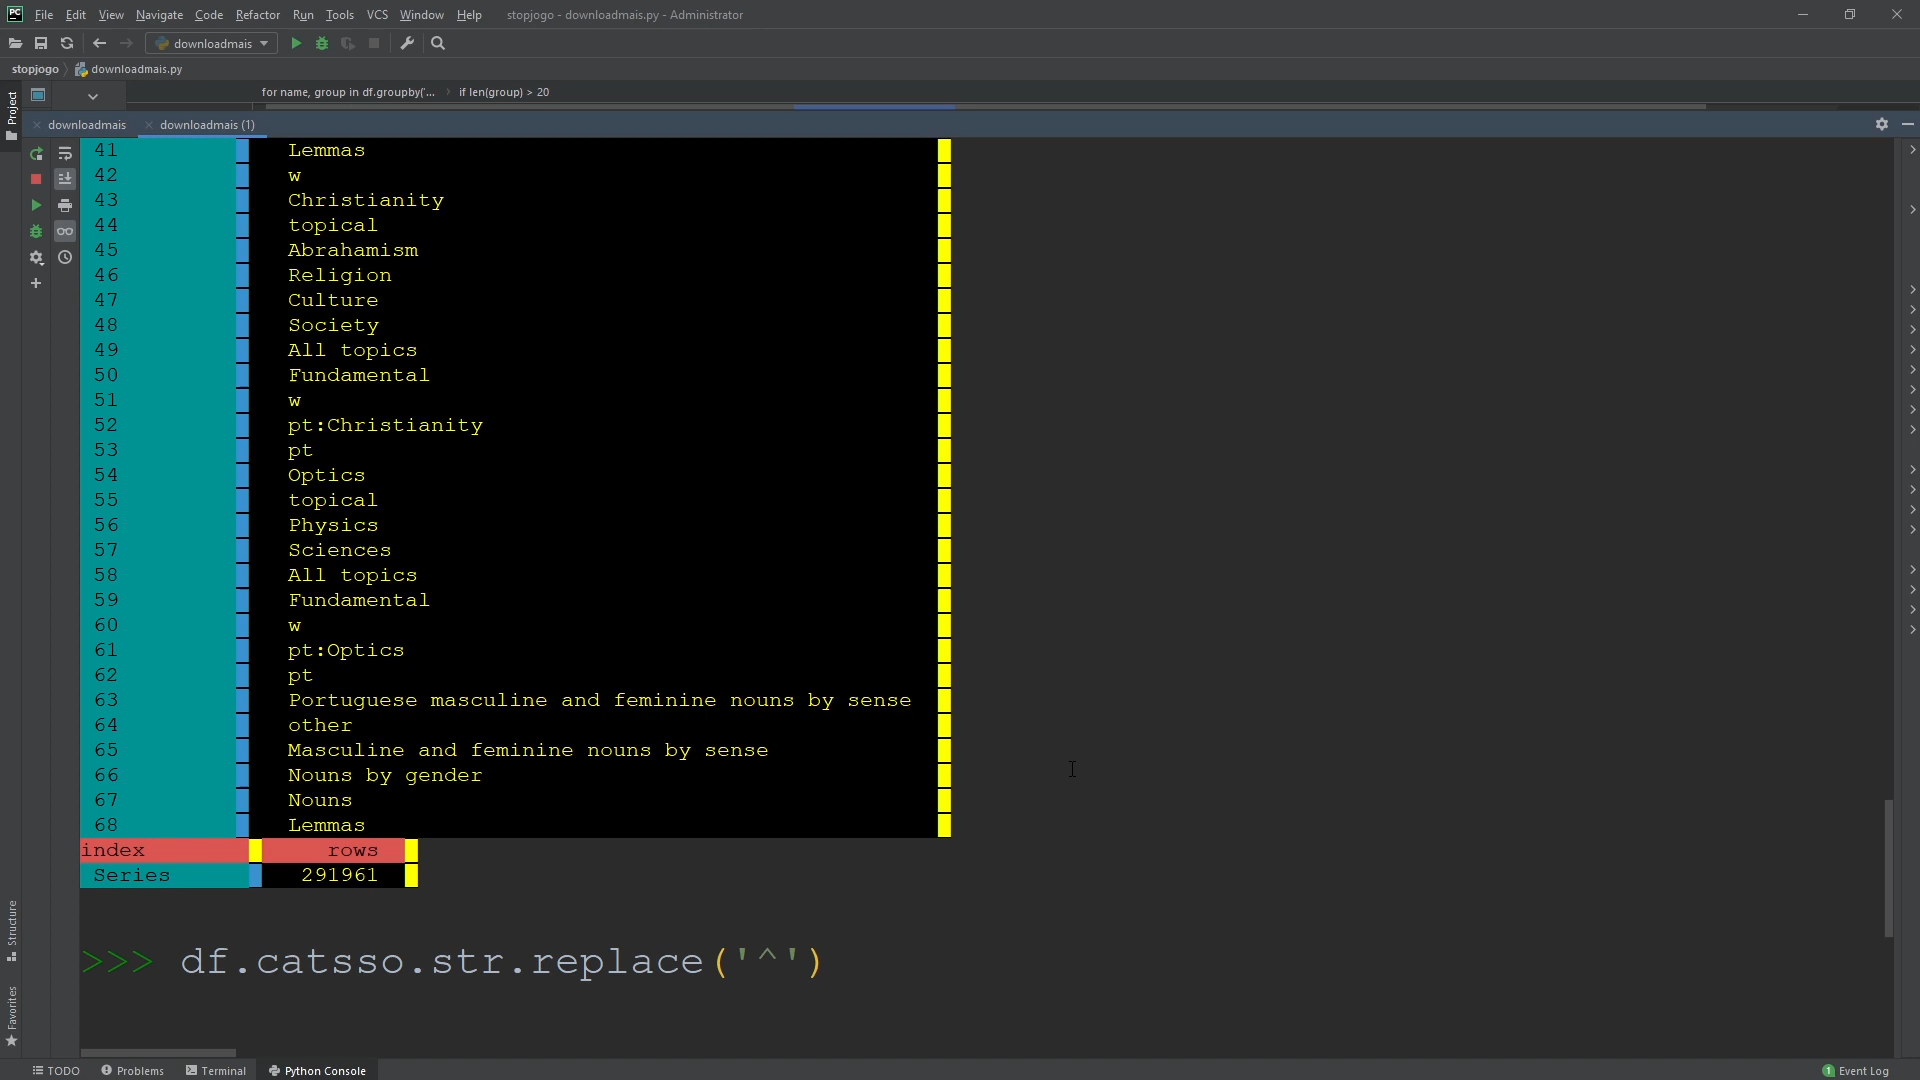 PC File Edit View Navigate Code Refactor Run Tools VCS Window Help stopjogo - downloadmais.py - Administrator
downloadmais
stopjogo downloadmais.py
Project
for name, group in df.groupby('... if len(group) > 20
downloadmais downloadmais (1)
41 Lemmas
42 w
43 Christianity
44 topical
45 Abrahamism
46 Religion
47 Culture
48 Society
49 All topics
50 Fundamental
51 w
52 pt:Christianity
53 pt
54 Optics
55 topical
56 Physics
57 Sciences
58 All topics
59 Fundamental
60 w
61 pt:Optics
62 pt
63 Portuguese masculine and feminine nouns by sense
64 other
65 Masculine and feminine nouns by sense
66 Nouns by gender
67 Nouns
68 Lemmas
index rows
Series 291961
>>> df.catsso.str.replace('^')
Structure
Favorites
TODO Problems Terminal Python Console 1 Event Log